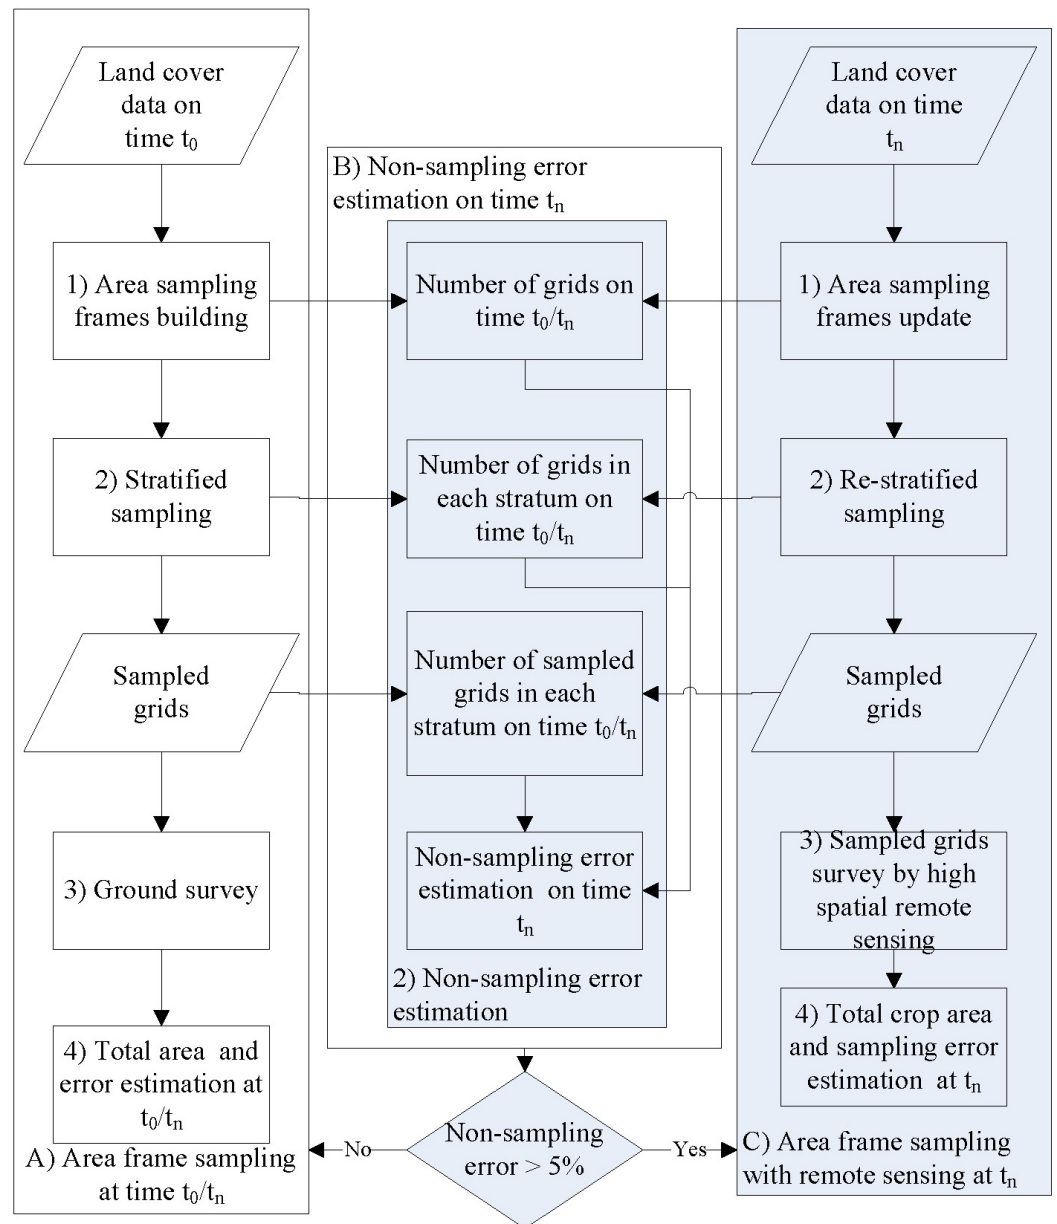 Land cover
data on
time t₀
1) Area sampling
frames building
2) Stratified
sampling
Sampled
grids
3) Ground survey
4) Total area and
error estimation at
t₀/tₙ
A) Area frame sampling
at time t₀/tₙ
B) Non-sampling error
estimation on time tₙ
Number of grids on
time t₀/tₙ
Number of grids in
each stratum on
time t₀/tₙ
Number of sampled
grids in each
stratum on time t₀/tₙ
Non-sampling error
estimation on time
tₙ
2) Non-sampling error
estimation
Non-sampling
error > 5%
No
Yes
Land cover
data on time
tₙ
1) Area sampling
frames update
2) Re-stratified
sampling
Sampled
grids
3) Sampled grids
survey by high
spatial remote
sensing
4) Total crop area
and sampling error
estimation at tₙ
C) Area frame sampling
with remote sensing at tₙ